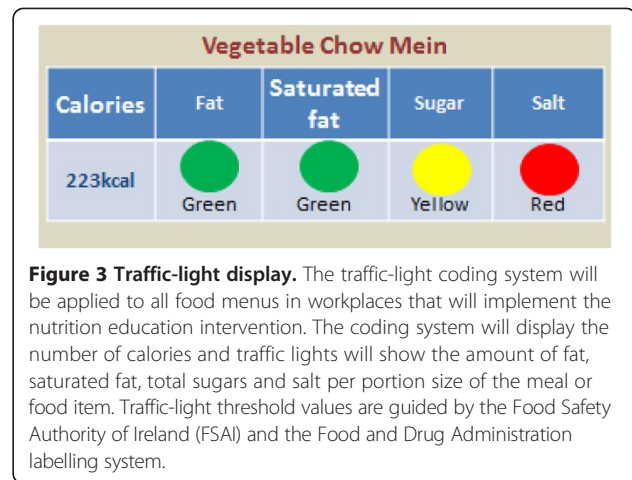 Vegetable Chow Mein
Calories Fat Saturated fat Sugar Salt
223kcal Green Green Yellow Red
Figure 3 Traffic-light display. The traffic-light coding system will
be applied to all food menus in workplaces that will implement the
nutrition education intervention. The coding system will display the
number of calories and traffic lights will show the amount of fat,
saturated fat, total sugars and salt per portion size of the meal or
food item. Traffic-light threshold values are guided by the Food Safety
Authority of Ireland (FSAI) and the Food and Drug Administration
labelling system.